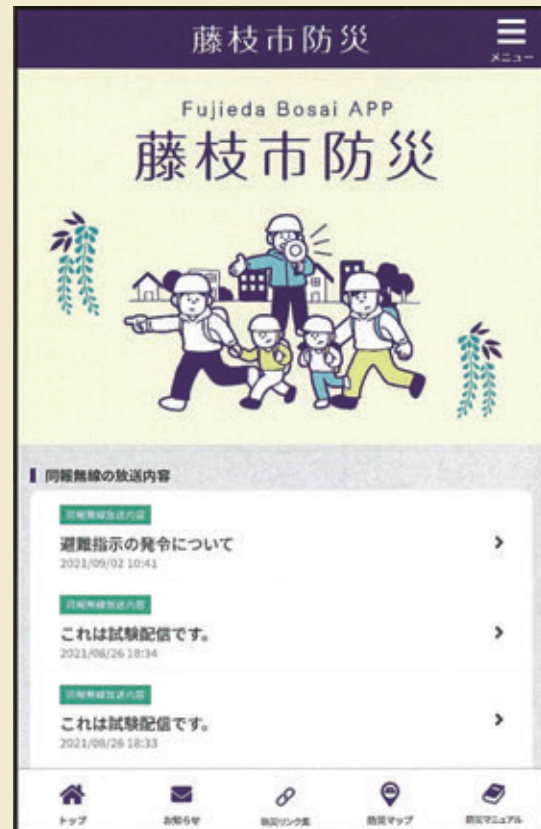 藤枝市防災
メニュー
Fujieda Bosai APP
藤枝市防災
同報無線の放送内容
同報無線放送内容
避難指示の発令について
2021/09/02 10:41
同報無線放送内容
これは試験配信です。
2021/08/26 18:34
同報無線放送内容
これは試験配信です。
2021/08/26 18:33
トップ
お知らせ
防災リンク集
防災マップ
防災マニュアル